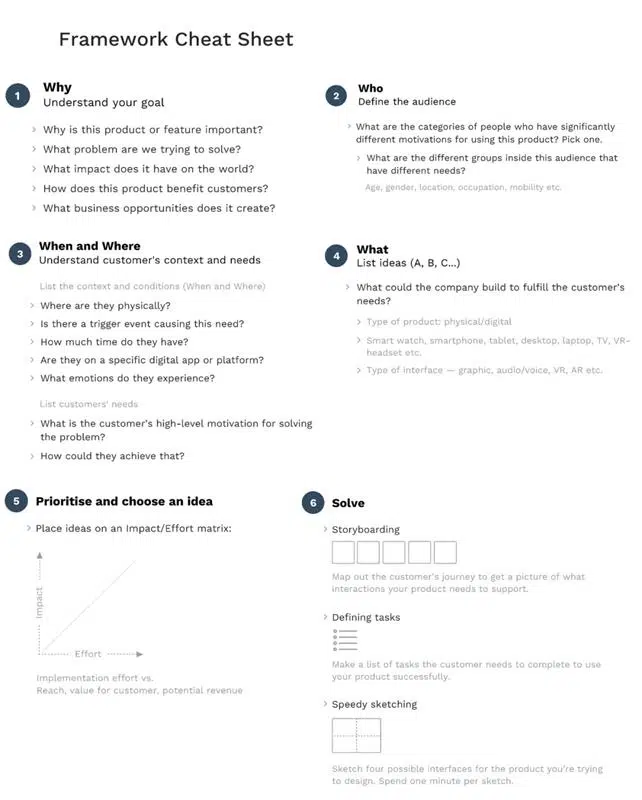 Framework Cheat Sheet
1
Why
Understand your goal
Why is this product or feature important?
What problem are we trying to solve?
What impact does it have on the world?
How does this product benefit customers?
What business opportunities does it create?
2
Who
Define the audience
What are the categories of people who have significantly
different motivations for using this product? Pick one.
What are the different groups inside this audience that
have different needs?
Age, gender, location, occupation, mobility etc.
3
When and Where
Understand customer's context and needs
List the context and conditions (When and Where)
Where are they physically?
Is there a trigger event causing this need?
How much time do they have?
Are they on a specific digital app or platform?
What emotions do they experience?
List customers' needs
What is the customer's high-level motivation for solving
the problem?
How could they achieve that?
4
What
List ideas (A, B, C...)
What could the company build to fulfill the customer's
needs?
Type of product: physical/digital
Smart watch, smartphone, tablet, desktop, laptop, TV, VR-
headset etc.
Type of interface — graphic, audio/voice, VR, AR etc.
5
Prioritise and choose an idea
Place ideas on an Impact/Effort matrix:
Impact
Effort
Implementation effort vs.
Reach, value for customer, potential revenue
6
Solve
Storyboarding
Map out the customer's journey to get a picture of what
interactions your product needs to support.
Defining tasks
Make a list of tasks the customer needs to complete to use
your product successfully.
Speedy sketching
Sketch four possible interfaces for the product you're trying
to design. Spend one minute per sketch.